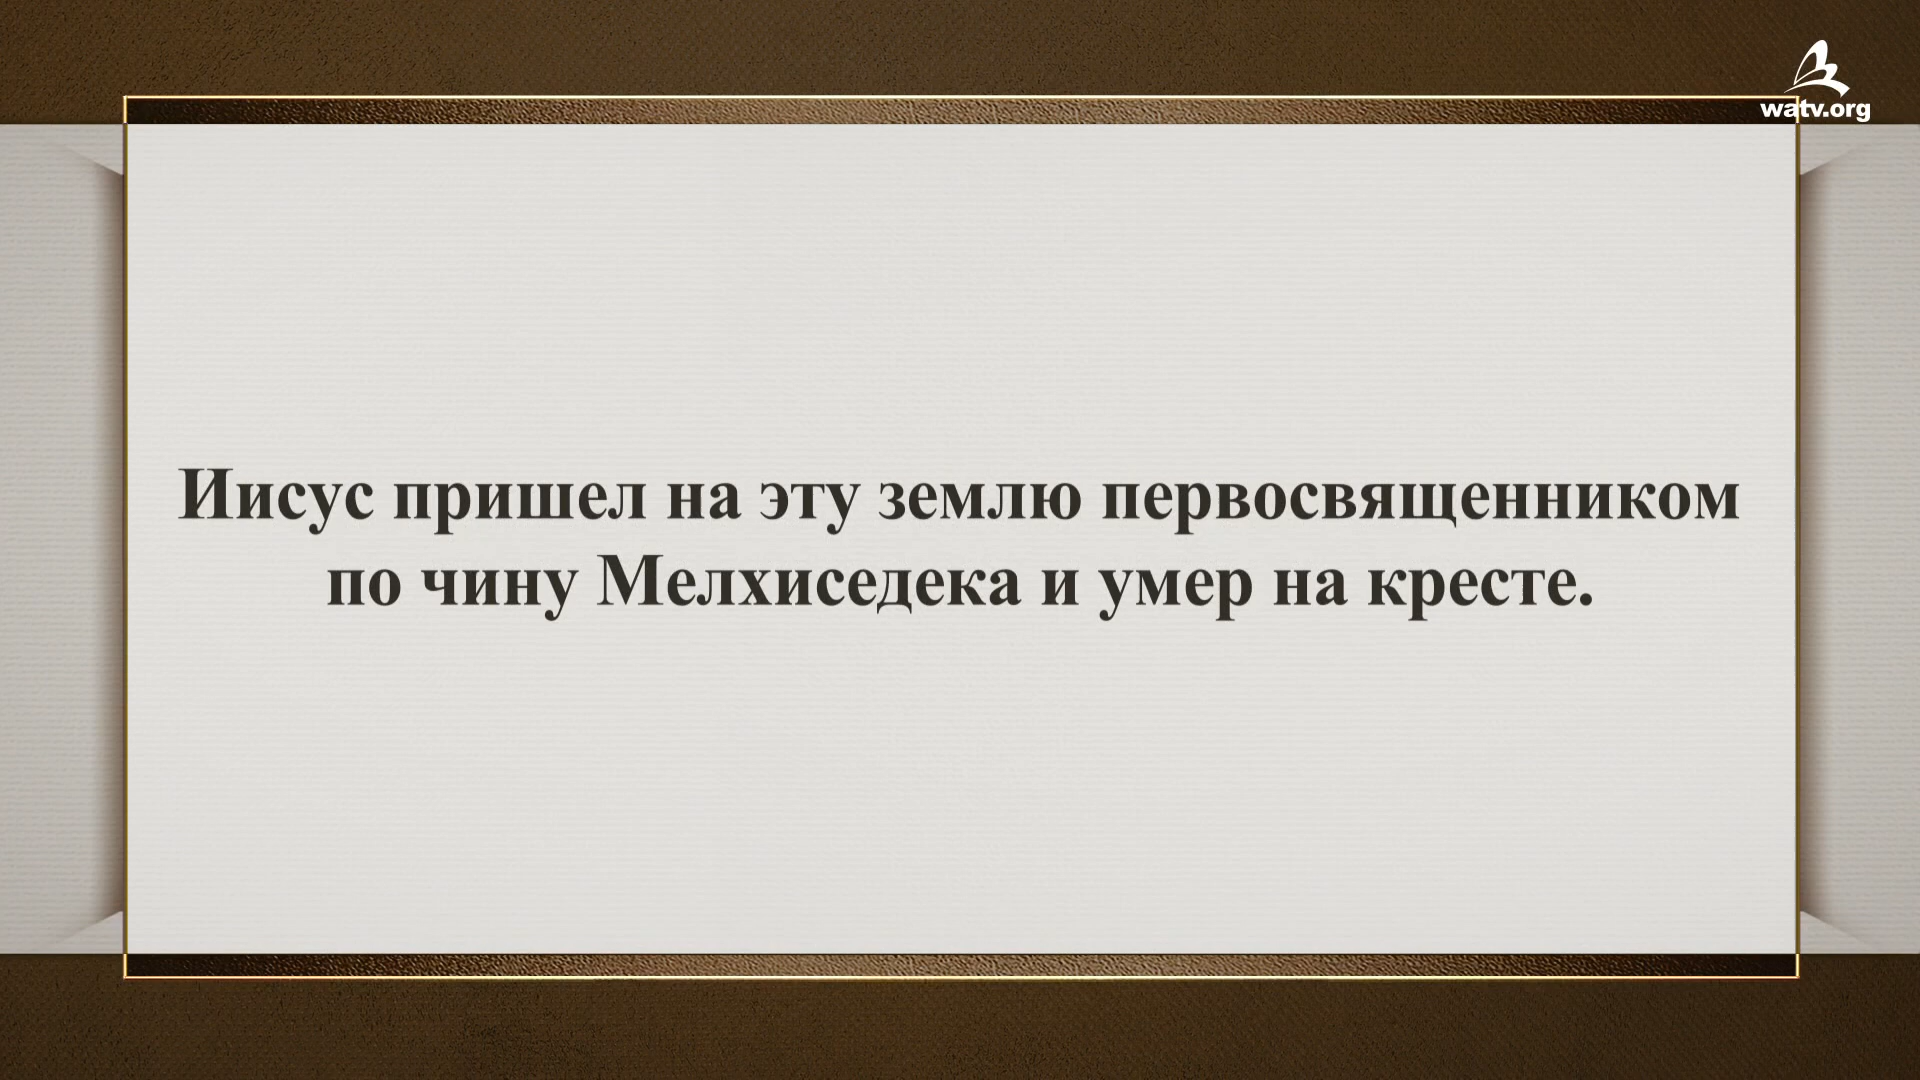 watv.org
Иисус пришел на эту землю первосвященником
по чину Мелхиседека и умер на кресте.